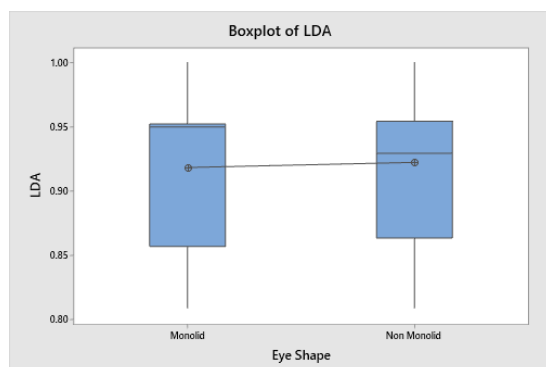 Boxplot of LDA
1.00
0.95
0.90
0.85
0.80
LDA
Monolid
Non Monolid
Eye Shape